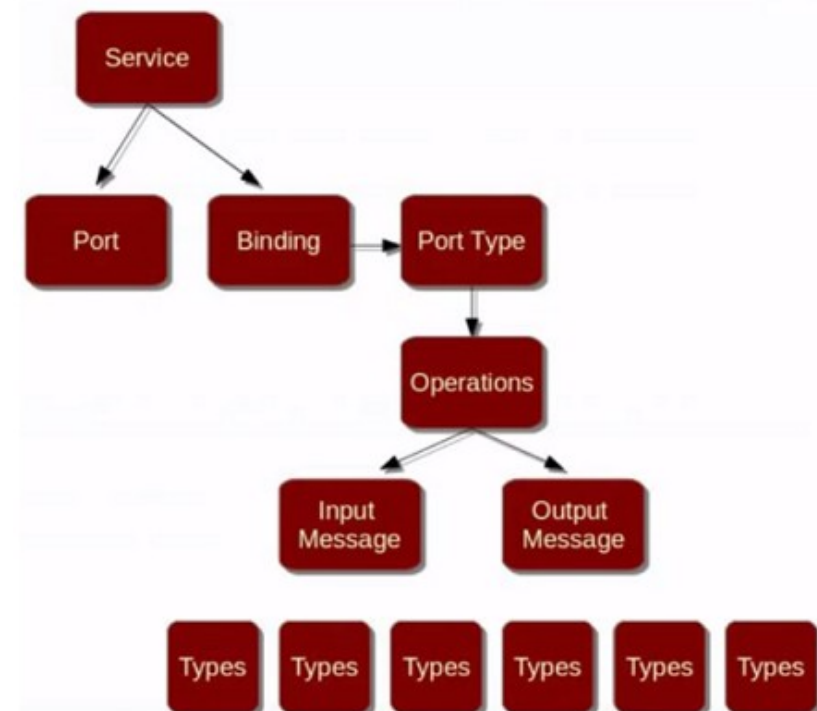 Service
Port
Binding
Port Type
Operations
Input
Message
Output
Message
Types
Types
Types
Types
Types
Types